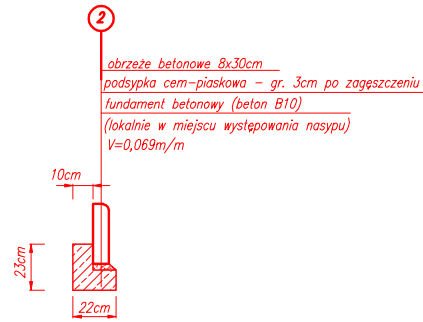 2
obrzeże betonowe 8x30cm
podsypka cem-piaskowa - gr. 3cm po zagęszczeniu
fundament betonowy (beton B10)
(lokalnie w miejscu występowania nasypu)
V=0,069m/m
10cm
23cm
22cm